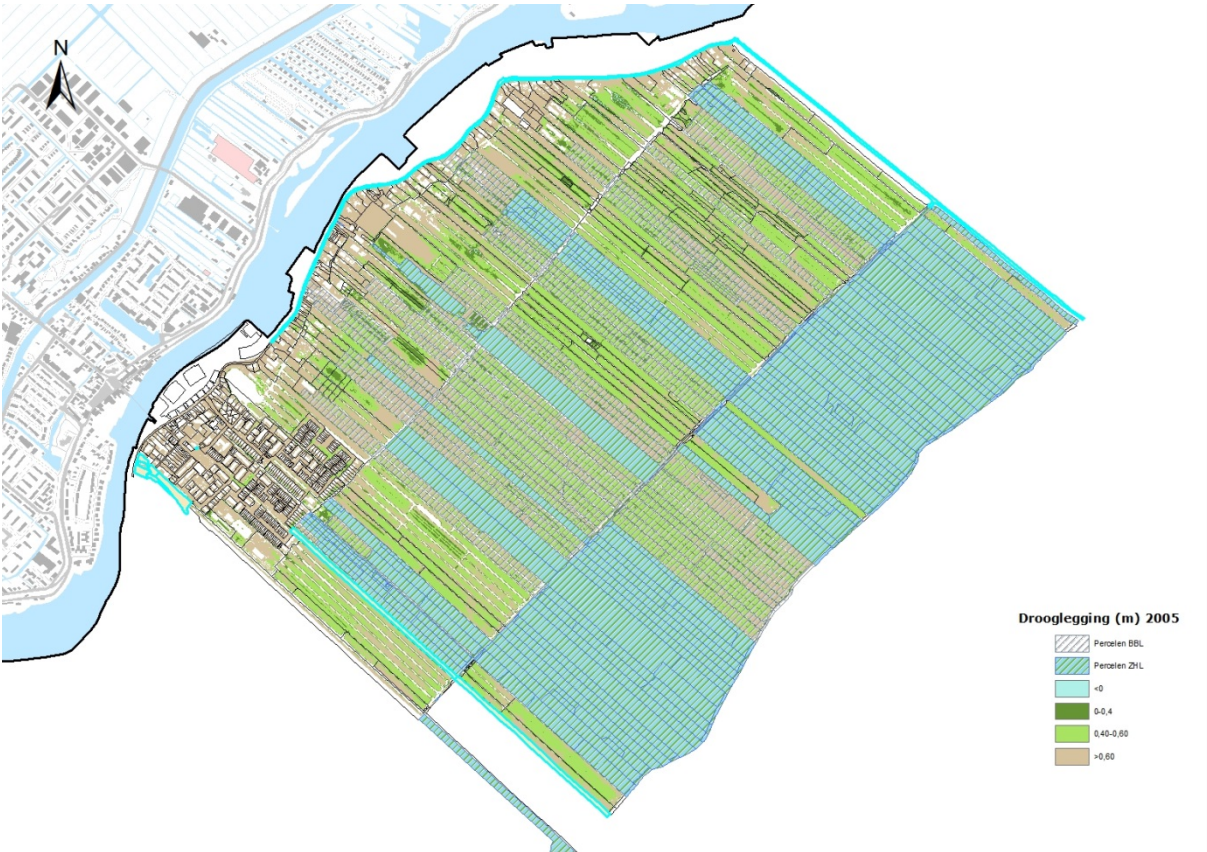 N
Drooglegging (m) 2005
Percelen BBL
Percelen ZHL
<0
0-0,4
0,40-0,60
>0,60